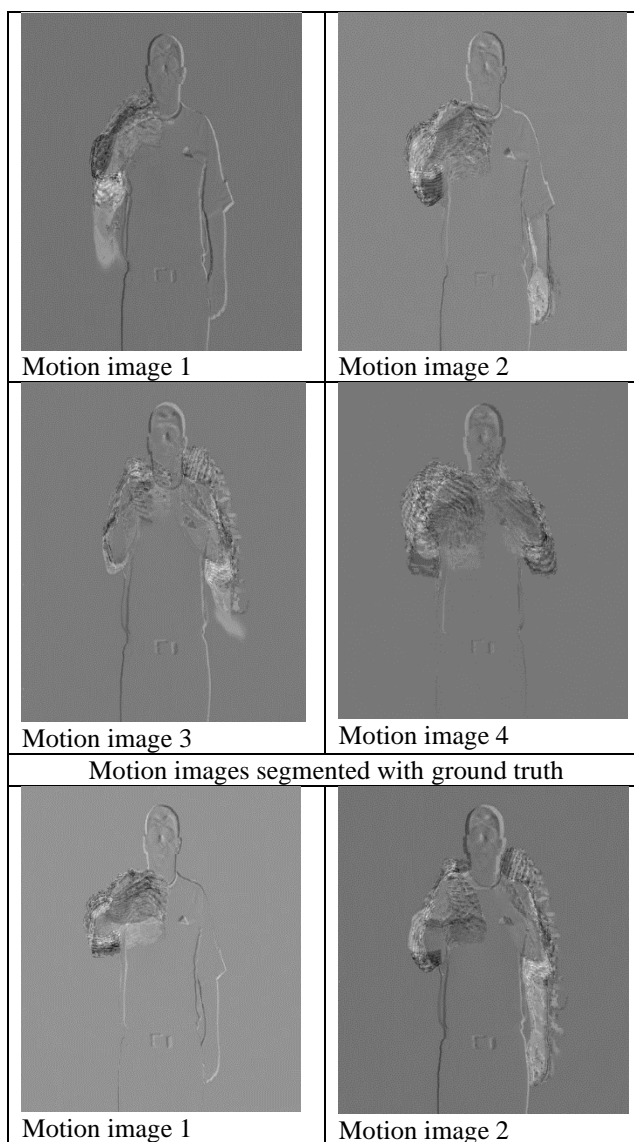 Motion image 1
Motion image 2
Motion image 3
Motion image 4
Motion images segmented with ground truth
Motion image 1
Motion image 2